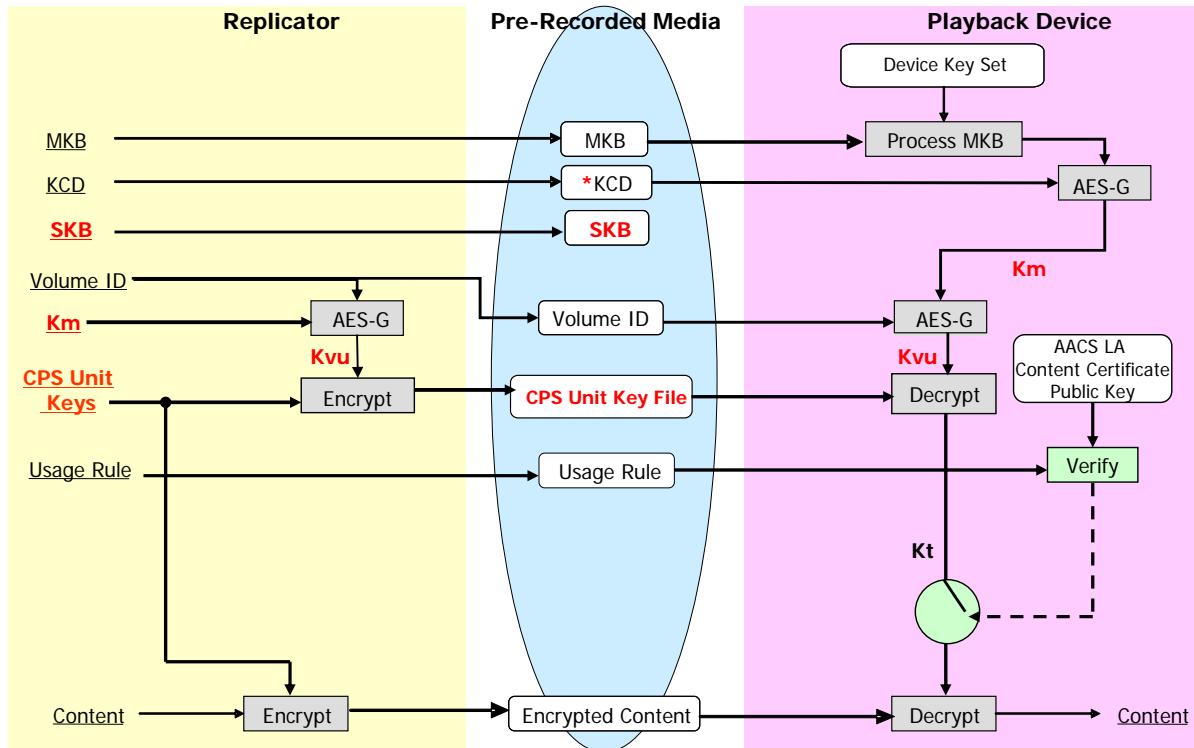 Replicator
Pre-Recorded Media
Playback Device
Device Key Set
MKB
MKB
Process MKB
KCD
*KCD
AES-G
SKB
SKB
Km
Volume ID
Km
AES-G
Volume ID
AES-G
Kvu
Kvu
AACS LA
Content Certificate
Public Key
CPS Unit
Keys
Encrypt
CPS Unit Key File
Decrypt
Usage Rule
Usage Rule
Verify
Kt
Content
Encrypt
Encrypted Content
Decrypt
Content